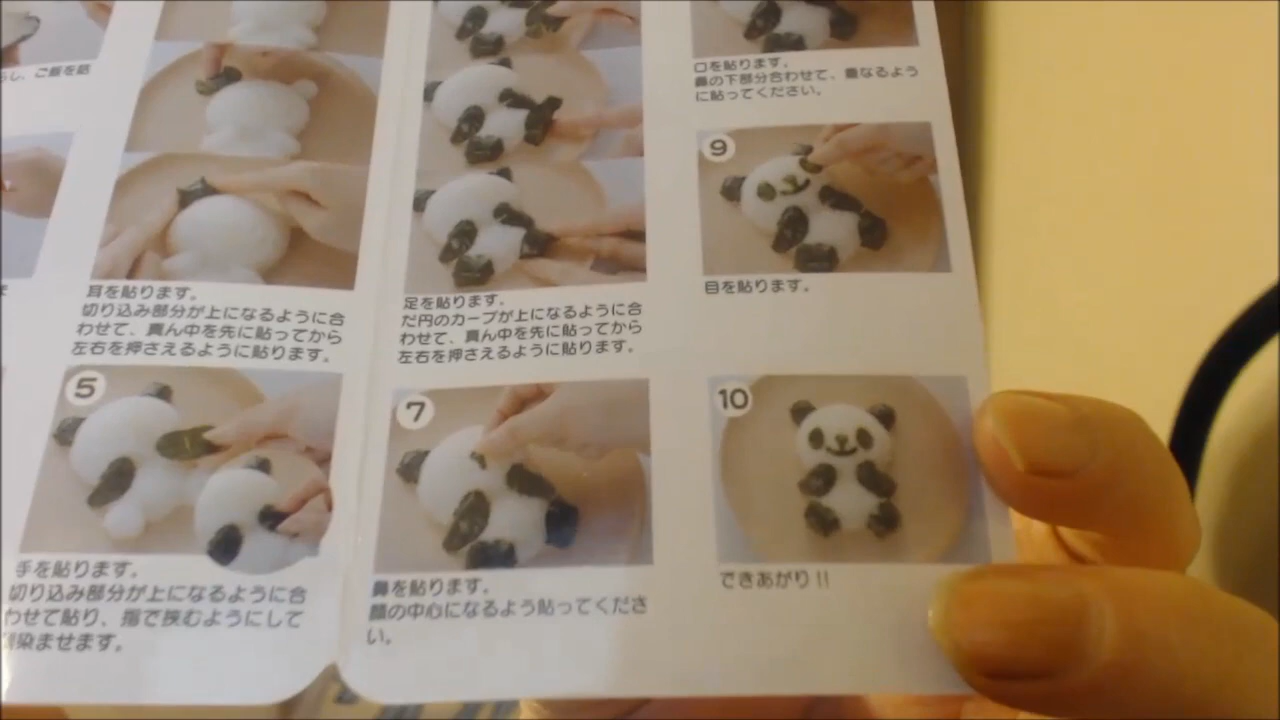 らし、ご飯を詰
耳を貼ります。
切り込み部分が上になるように合
わせて、真ん中を先に貼ってから
左右を押さえるように貼ります。
5
手を貼ります。
切り込み部分が上になるように合
わせて貼り、指で挟むようにして
馴染ませます。
足を貼ります。
だ円のカーブが上になるように合
わせて、真ん中を先に貼ってから
左右を押さえるように貼ります。
7
鼻を貼ります。
顔の中心になるよう貼ってくださ
い。
口を貼ります。
鼻の下部分合わせて、重なるよう
に貼ってください。
9
目を貼ります。
10
できあがり!!